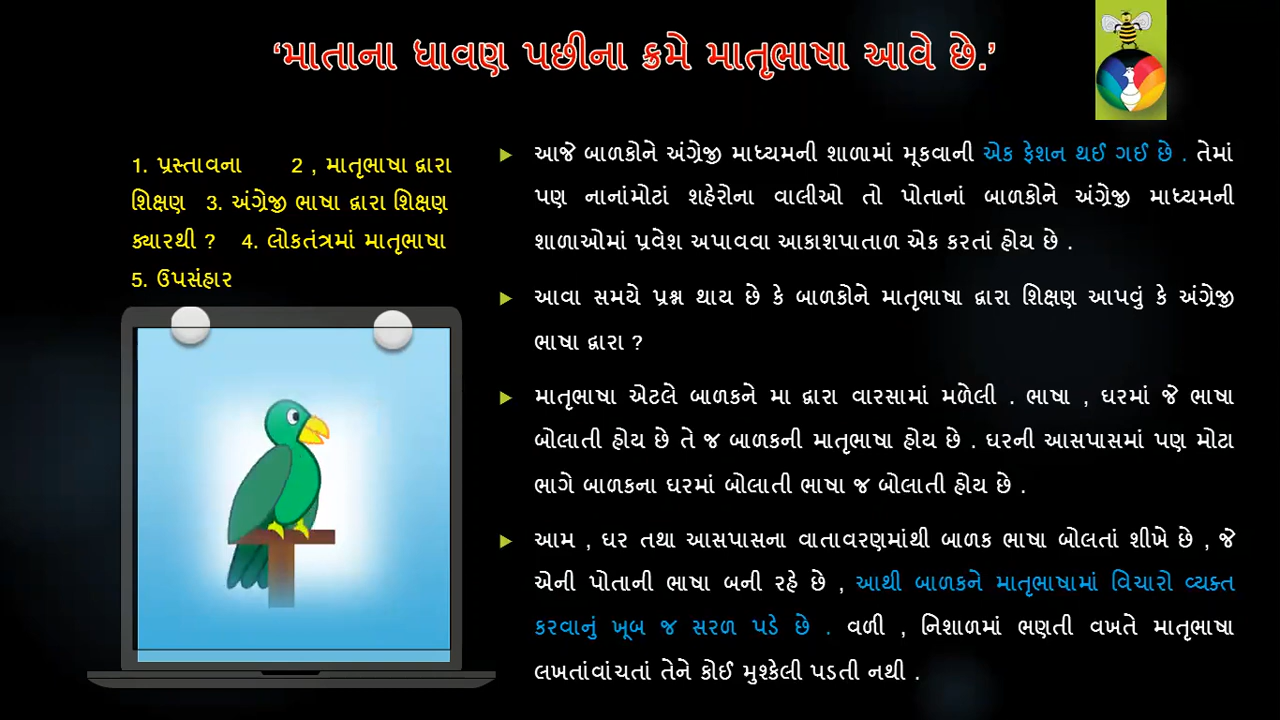 ‘માતાના ધાવણ પછીના ક્રમે માતૃભાષા આવે છે.’
1. પ્રસ્તાવના 2 , માતૃભાષા દ્વારા
શિક્ષણ 3. અંગ્રેજી ભાષા દ્વારા શિક્ષણ
ક્યારથી ? 4. લોકતંત્રમાં માતૃભાષા
5. ઉપસંહાર
આજે બાળકોને અંગ્રેજી માધ્યમની શાળામાં મૂકવાની એક ફેશન થઈ ગઈ છે . તેમાં
પણ નાનાંમોટાં શહેરોના વાલીઓ તો પોતાનાં બાળકોને અંગ્રેજી માધ્યમની
શાળાઓમાં પ્રવેશ અપાવવા આકાશપાતાળ એક કરતાં હોય છે .
આવા સમયે પ્રશ્ન થાય છે કે બાળકોને માતૃભાષા દ્વારા શિક્ષણ આપવું કે અંગ્રેજી
ભાષા દ્વારા ?
માતૃભાષા એટલે બાળકને મા દ્વારા વારસામાં મળેલી . ભાષા , ઘરમાં જે ભાષા
બોલાતી હોય છે તે જ બાળકની માતૃભાષા હોય છે . ઘરની આસપાસમાં પણ મોટા
ભાગે બાળકના ઘરમાં બોલાતી ભાષા જ બોલાતી હોય છે .
આમ , ઘર તથા આસપાસના વાતાવરણમાંથી બાળક ભાષા બોલતાં શીખે છે , જે
એની પોતાની ભાષા બની રહે છે , આથી બાળકને માતૃભાષામાં વિચારો વ્યક્ત
કરવાનું ખૂબ જ સરળ પડે છે . વળી , નિશાળમાં ભણતી વખતે માતૃભાષા
લખતાંવાંચતાં તેને કોઈ મુશ્કેલી પડતી નથી .